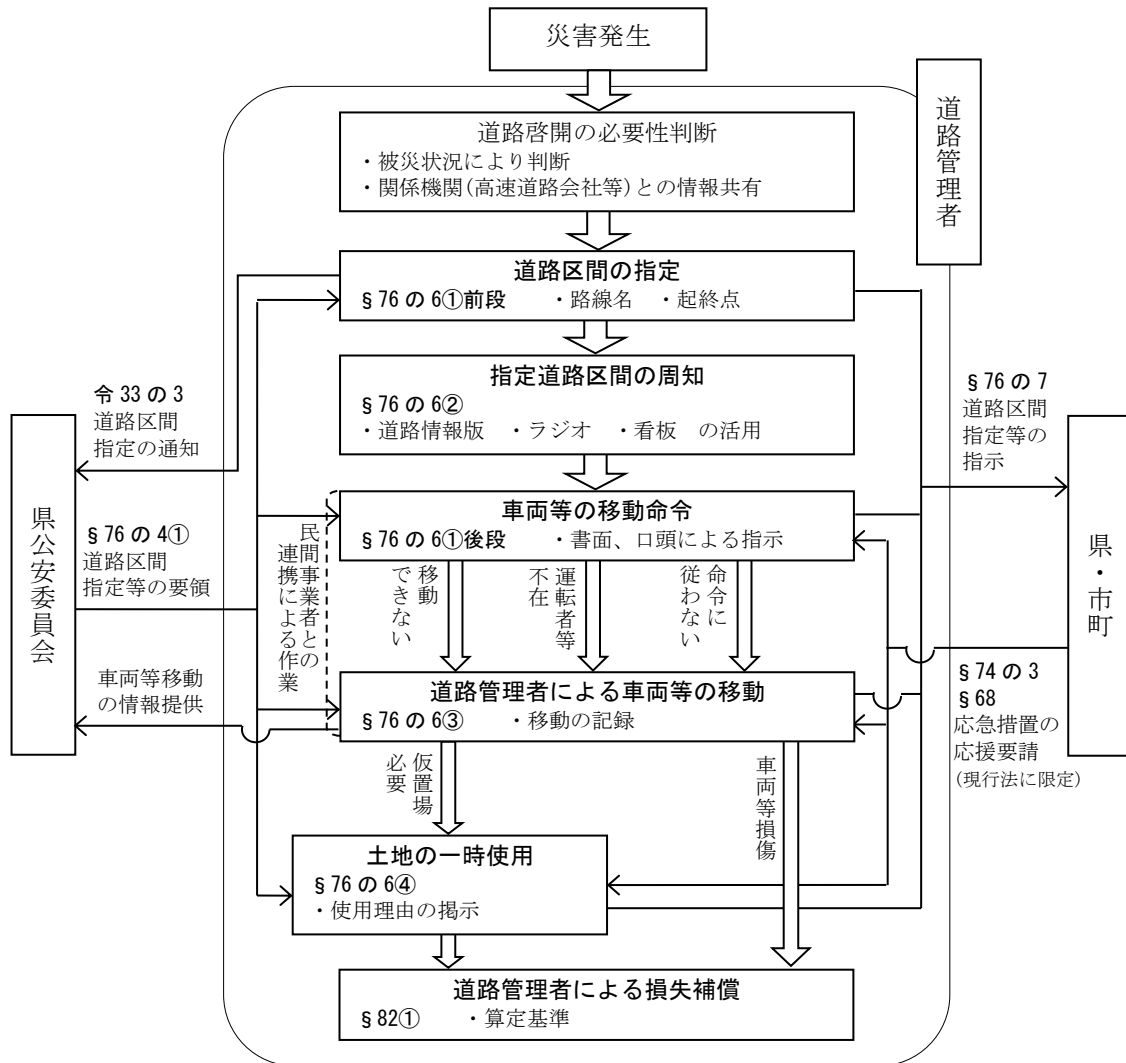 災害発生
道路管理者
道路啓開の必要性判断
・被災状況により判断
・関係機関(高速道路会社等)との情報共有
道路区間の指定
§76の6①前段 ・路線名 ・起終点
指定道路区間の周知
§76の6②
・道路情報版 ・ラジオ ・看板 の活用
令33の3
道路区間
指定の通知
§76の7
道路区間
指定等の
指示
県公安委員会
県・市町
車両等の移動命令
§76の6①後段 ・書面、口頭による指示
§76の4①
道路区間
指定等の要領
民間事業者との
連携による作業
移動
できない
運転者等
不在
命令に
従わない
道路管理者による車両等の移動
§76の6③ ・移動の記録
車両等移動
の情報提供
§74の3
§68
応急措置の
応援要請
(現行法に限定)
仮置場
必要
車両等損傷
土地の一時使用
§76の6④
・使用理由の掲示
道路管理者による損失補償
§82① ・算定基準